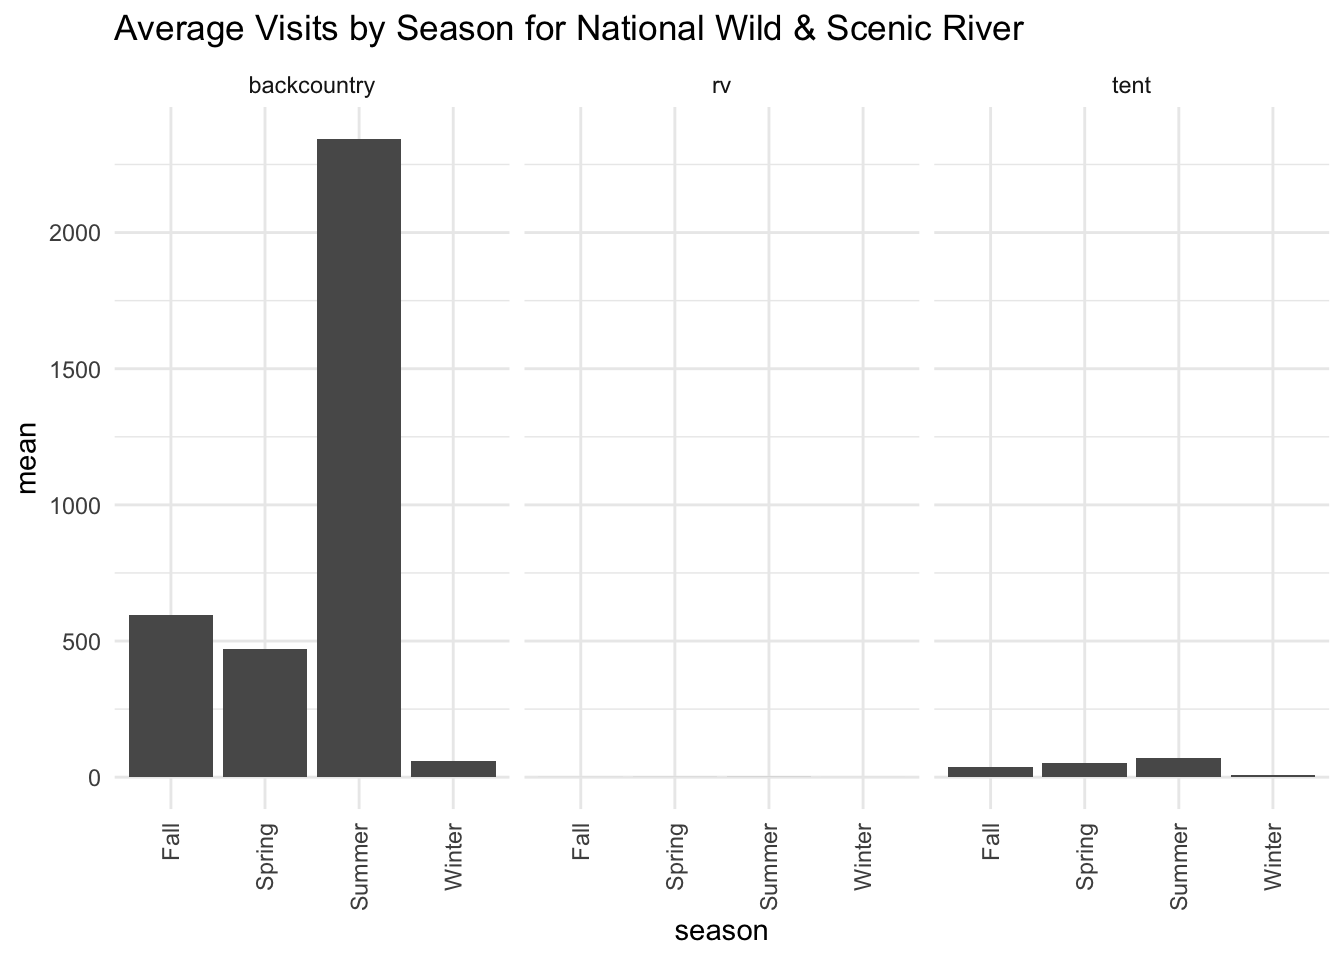 Average Visits by Season for National Wild & Scenic River
backcountry
rv
tent
mean
2000
1500
1000
500
0
Fall
Spring
Summer
Winter
Fall
Spring
Summer
Winter
Fall
Spring
Summer
Winter
season